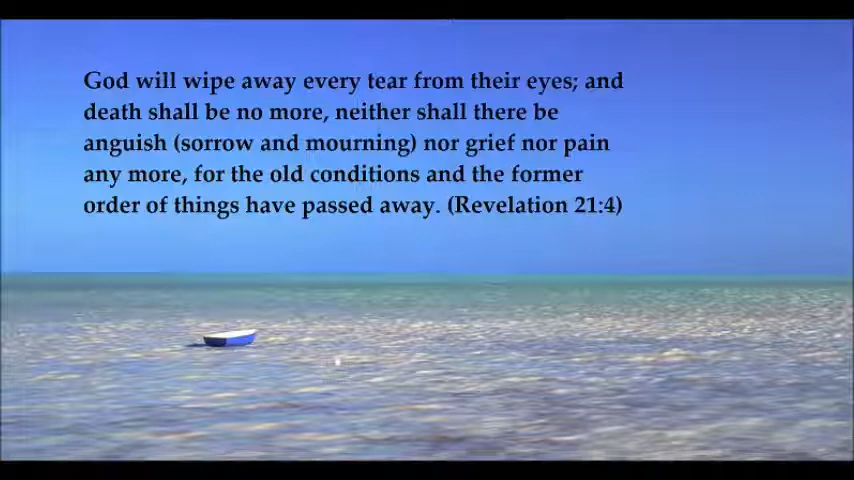 God will wipe away every tear from their eyes; and
death shall be no more, neither shall there be
anguish (sorrow and mourning) nor grief nor pain
any more, for the old conditions and the former
order of things have passed away. (Revelation 21:4)